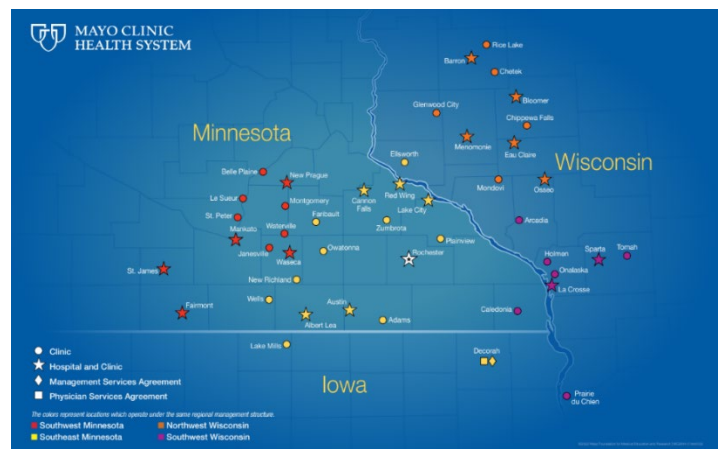 MAYO CLINIC
HEALTH SYSTEM
Rice Lake
Barron
Chetek
Bloomer
Glenwood City
Chippewa Falls
Minnesota
Menomonie
Eau Claire
Ellsworth
Wisconsin
Belle Plaine
New Prague
Red Wing
Mondovi
Osseo
Cannon
Falls
Le Sueur
Montgomery
Lake City
St. Peter
Faribault
Zumbrota
Arcadia
Waterville
Mankato
Plainview
Janesville
Waseca
Owatonna
Rochester
Holmen
Sparta
Tomah
Onalaska
St. James
New Richland
La Crosse
Wells
Fairmont
Austin
Albert Lea
Adams
Caledonia
Lake Mills
Decorah
Clinic
Hospital and Clinic
Management Services Agreement
Physician Services Agreement
Iowa
Prairie
du Chien
The colors represent locations which operate under the same regional management structure.
Southwest Minnesota
Northwest Wisconsin
Southeast Minnesota
Southwest Wisconsin